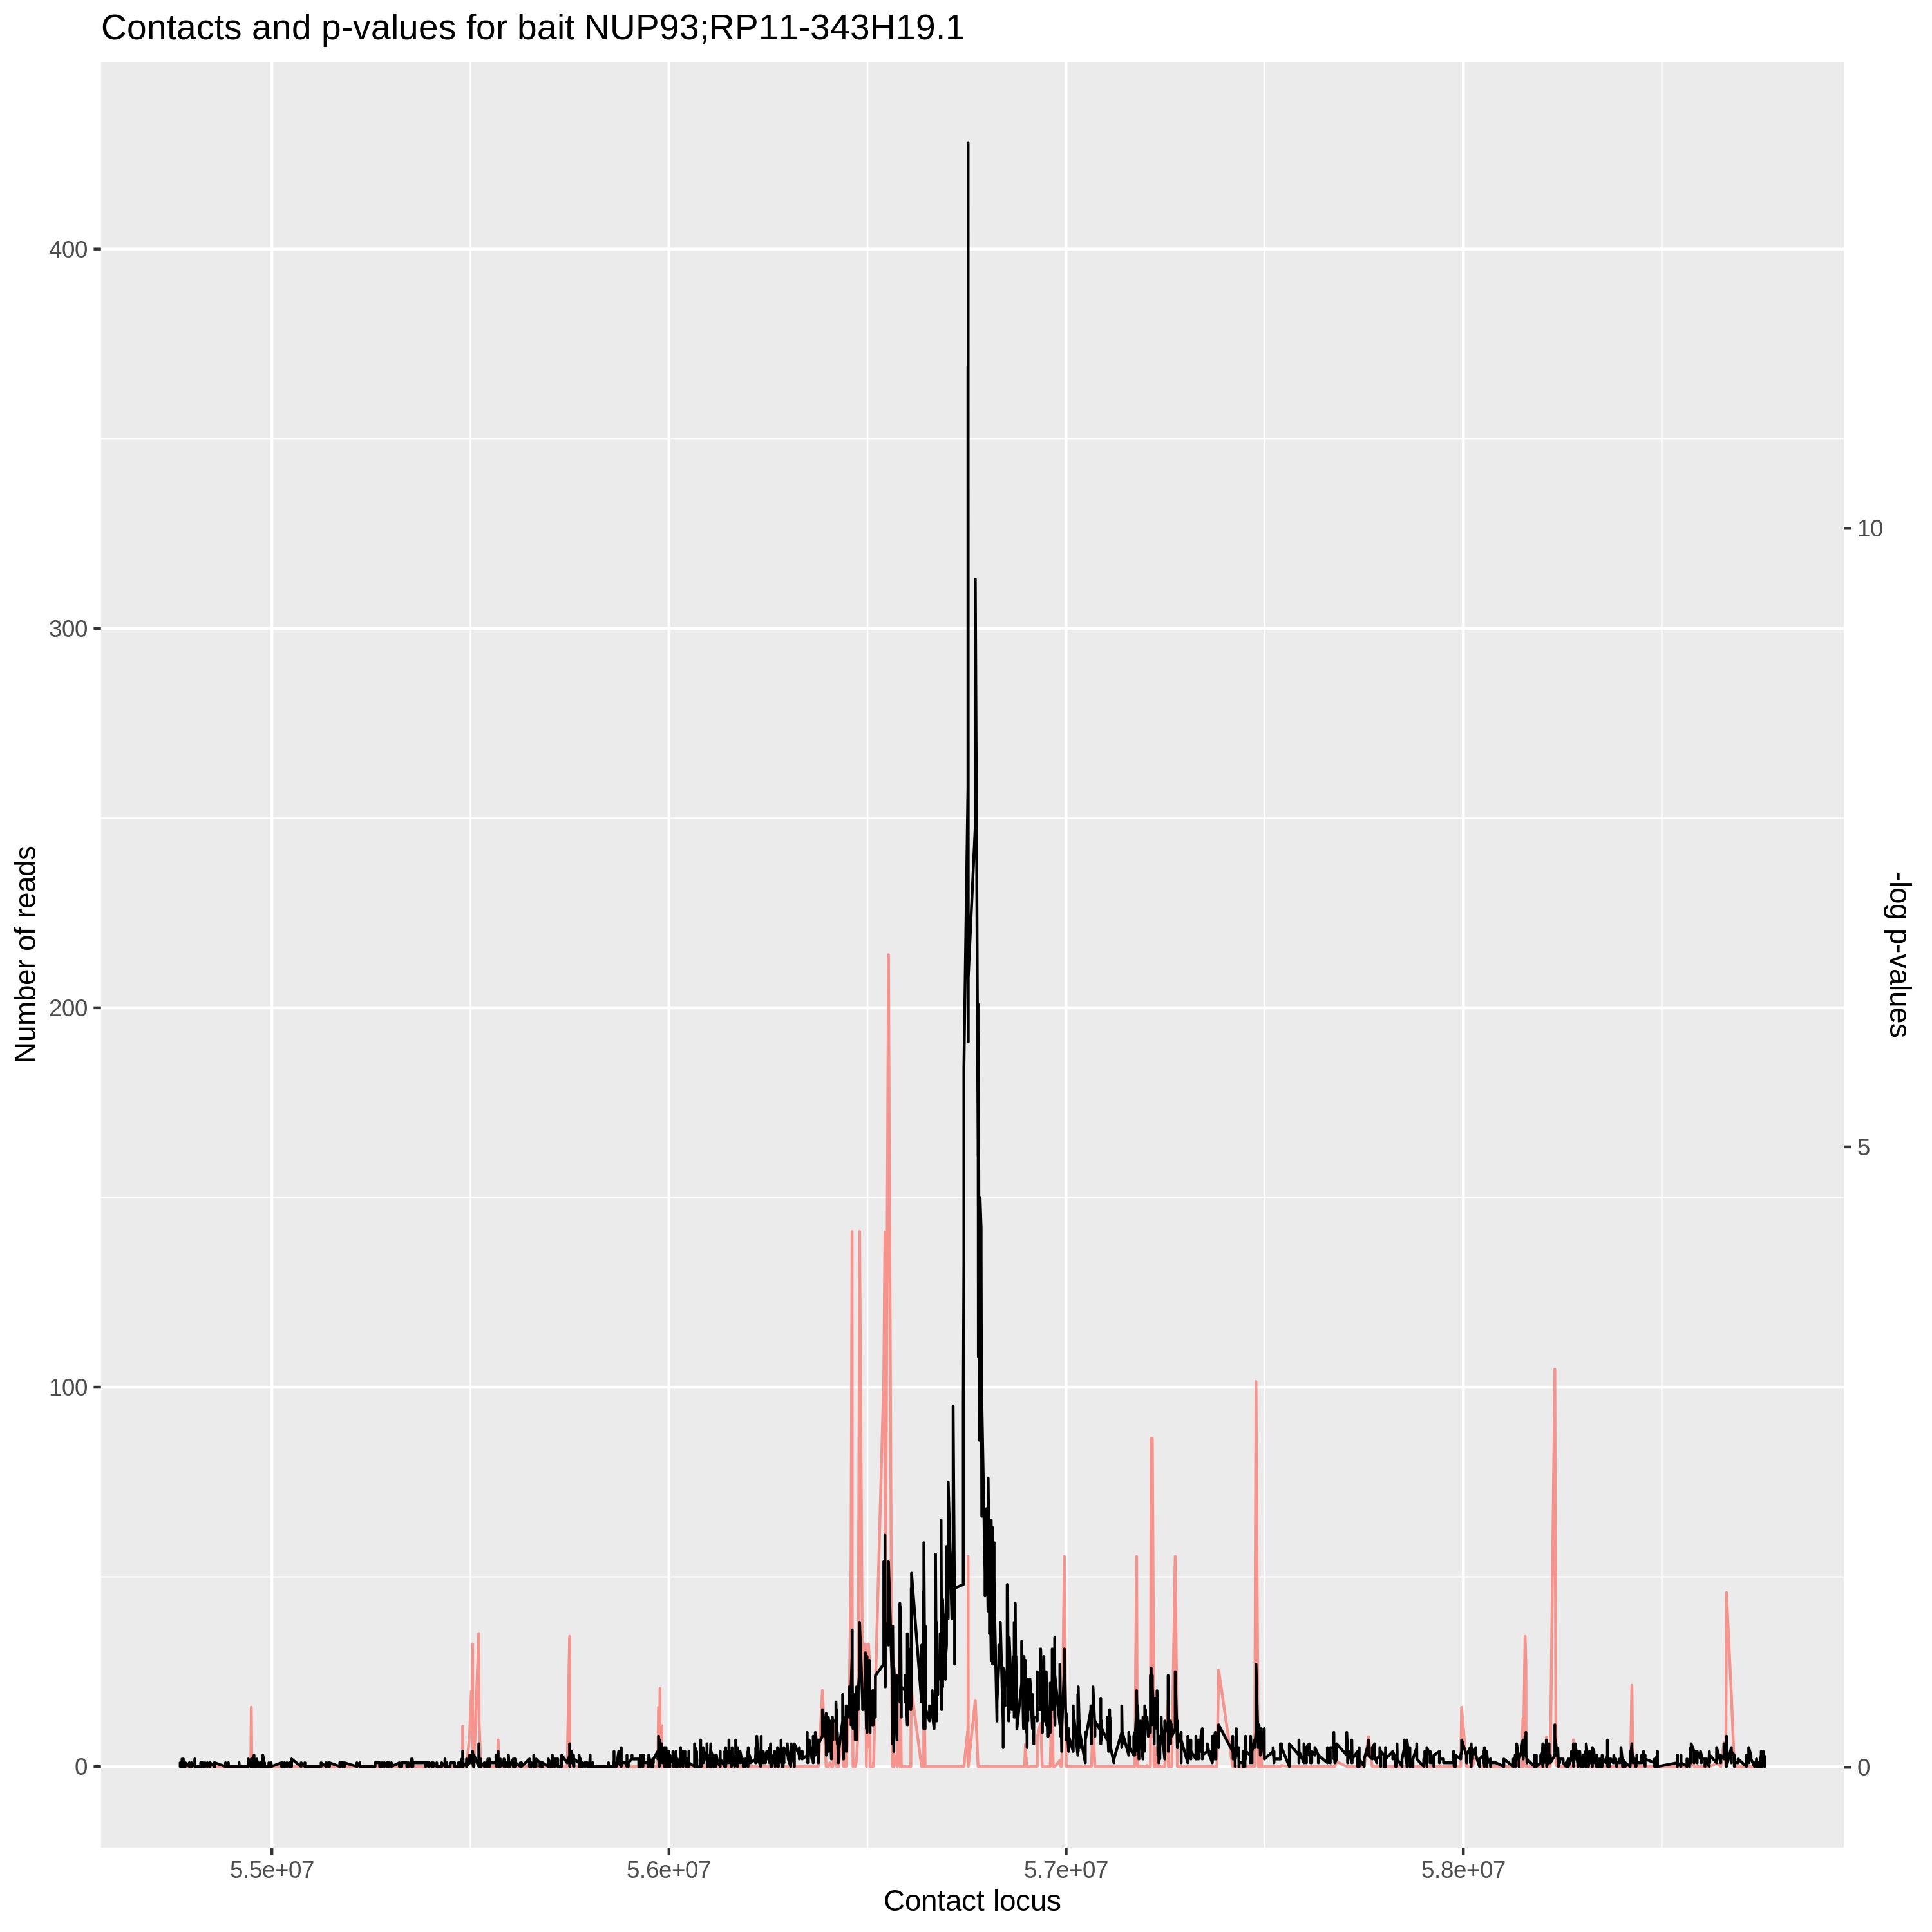 Contacts and p-values for bait NUP93;RP11-343H19.1
400
300
200
100
0
Number of reads
10
5
0
-log p-values
5.5e+07
5.6e+07
5.7e+07
5.8e+07
Contact locus